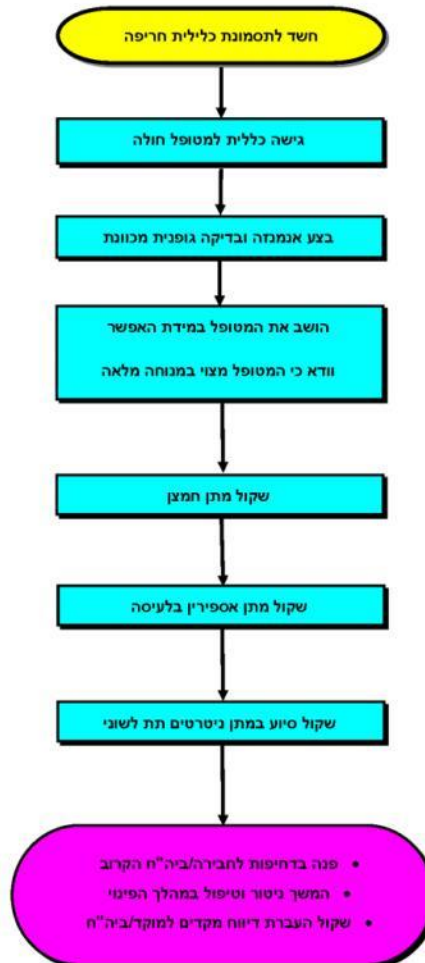 חשד לתסמונת כלילית חריפה
גישה כללית למטופל חולה
בצע אנמנזה ובדיקה גופנית מכוונת
הושב את המטופל במידת האפשר
וודא כי המטופל מצוי במנוחה מלאה
שקול מתן חמצן
שקול מתן אספירין בלעיסה
שקול סיוע במתן ניטרטים תת לשוני
• פנה בדחיפות לחבירה/ביה"ח הקרוב
• המשך ניטור וטיפול במהלך הפינוי
• שקול העברת דיווח מקדים למוקד/ביה"ח